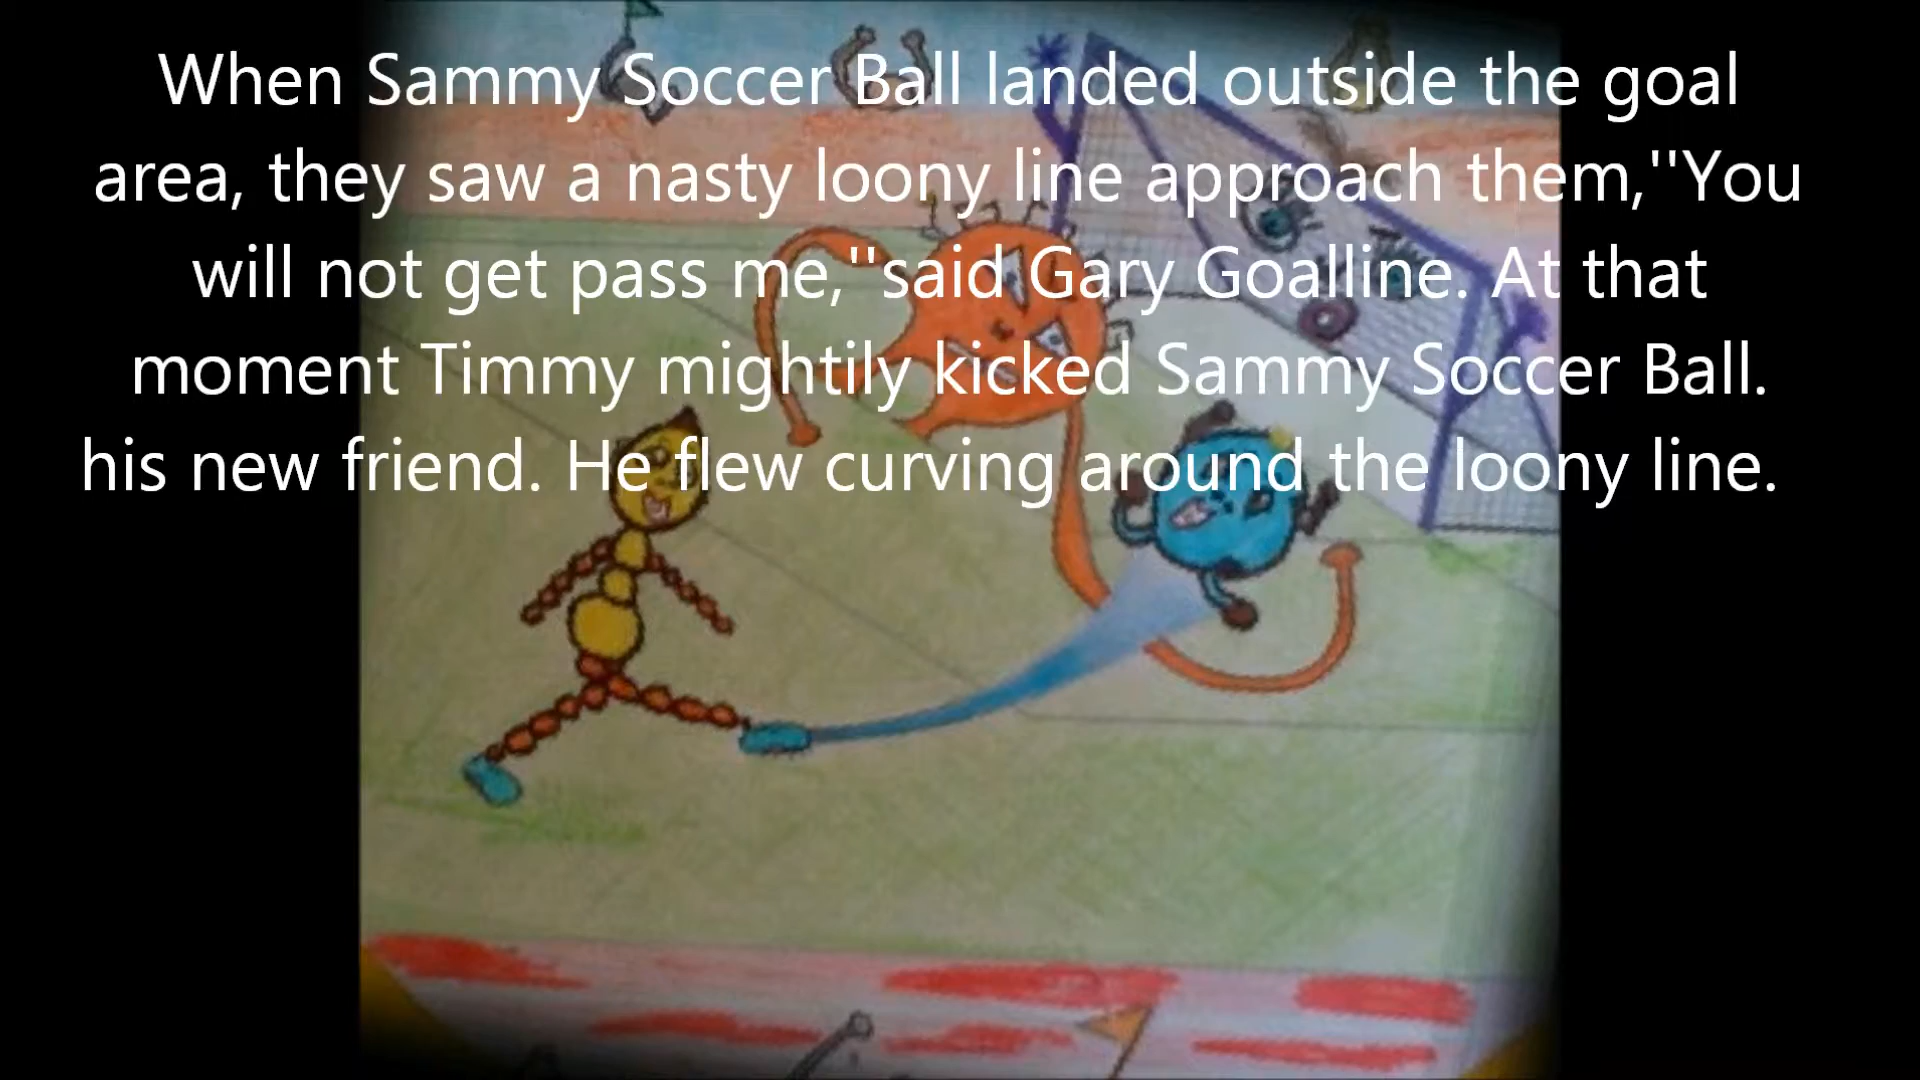 When Sammy Soccer Ball landed outside the goal
area, they saw a nasty loony line approach them,''You
will not get pass me,''said Gary Goalline. At that
moment Timmy mightily kicked Sammy Soccer Ball.
his new friend. He flew curving around the loony line.